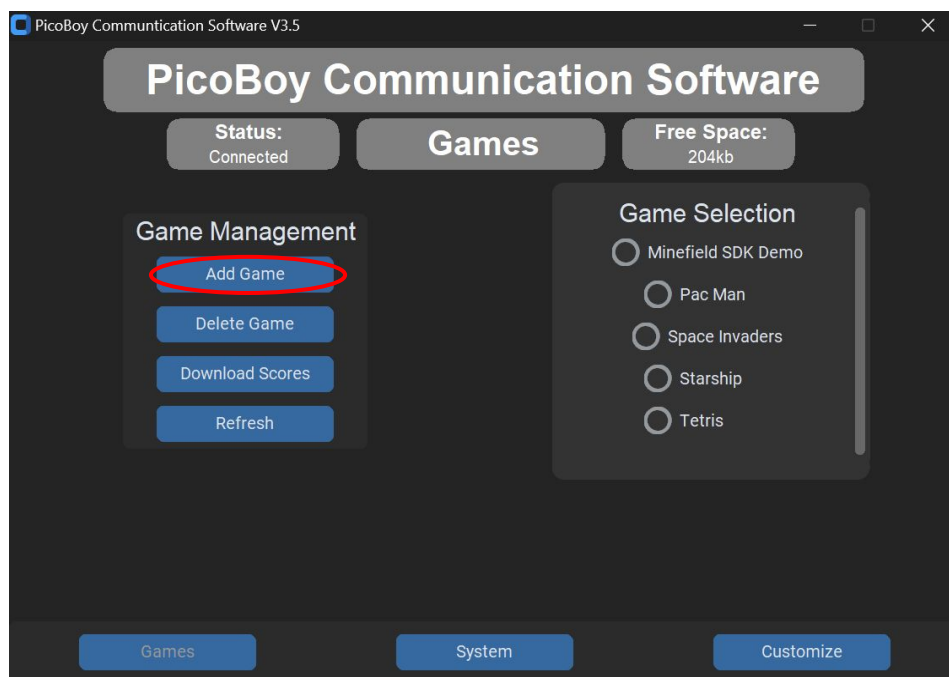 PicoBoy Communtication Software V3.5
PicoBoy Communication Software
Status:
Connected
Games
Free Space:
204kb
Game Management
Add Game
Delete Game
Download Scores
Refresh
Game Selection
Minefield SDK Demo
Pac Man
Space Invaders
Starship
Tetris
Games
System
Customize